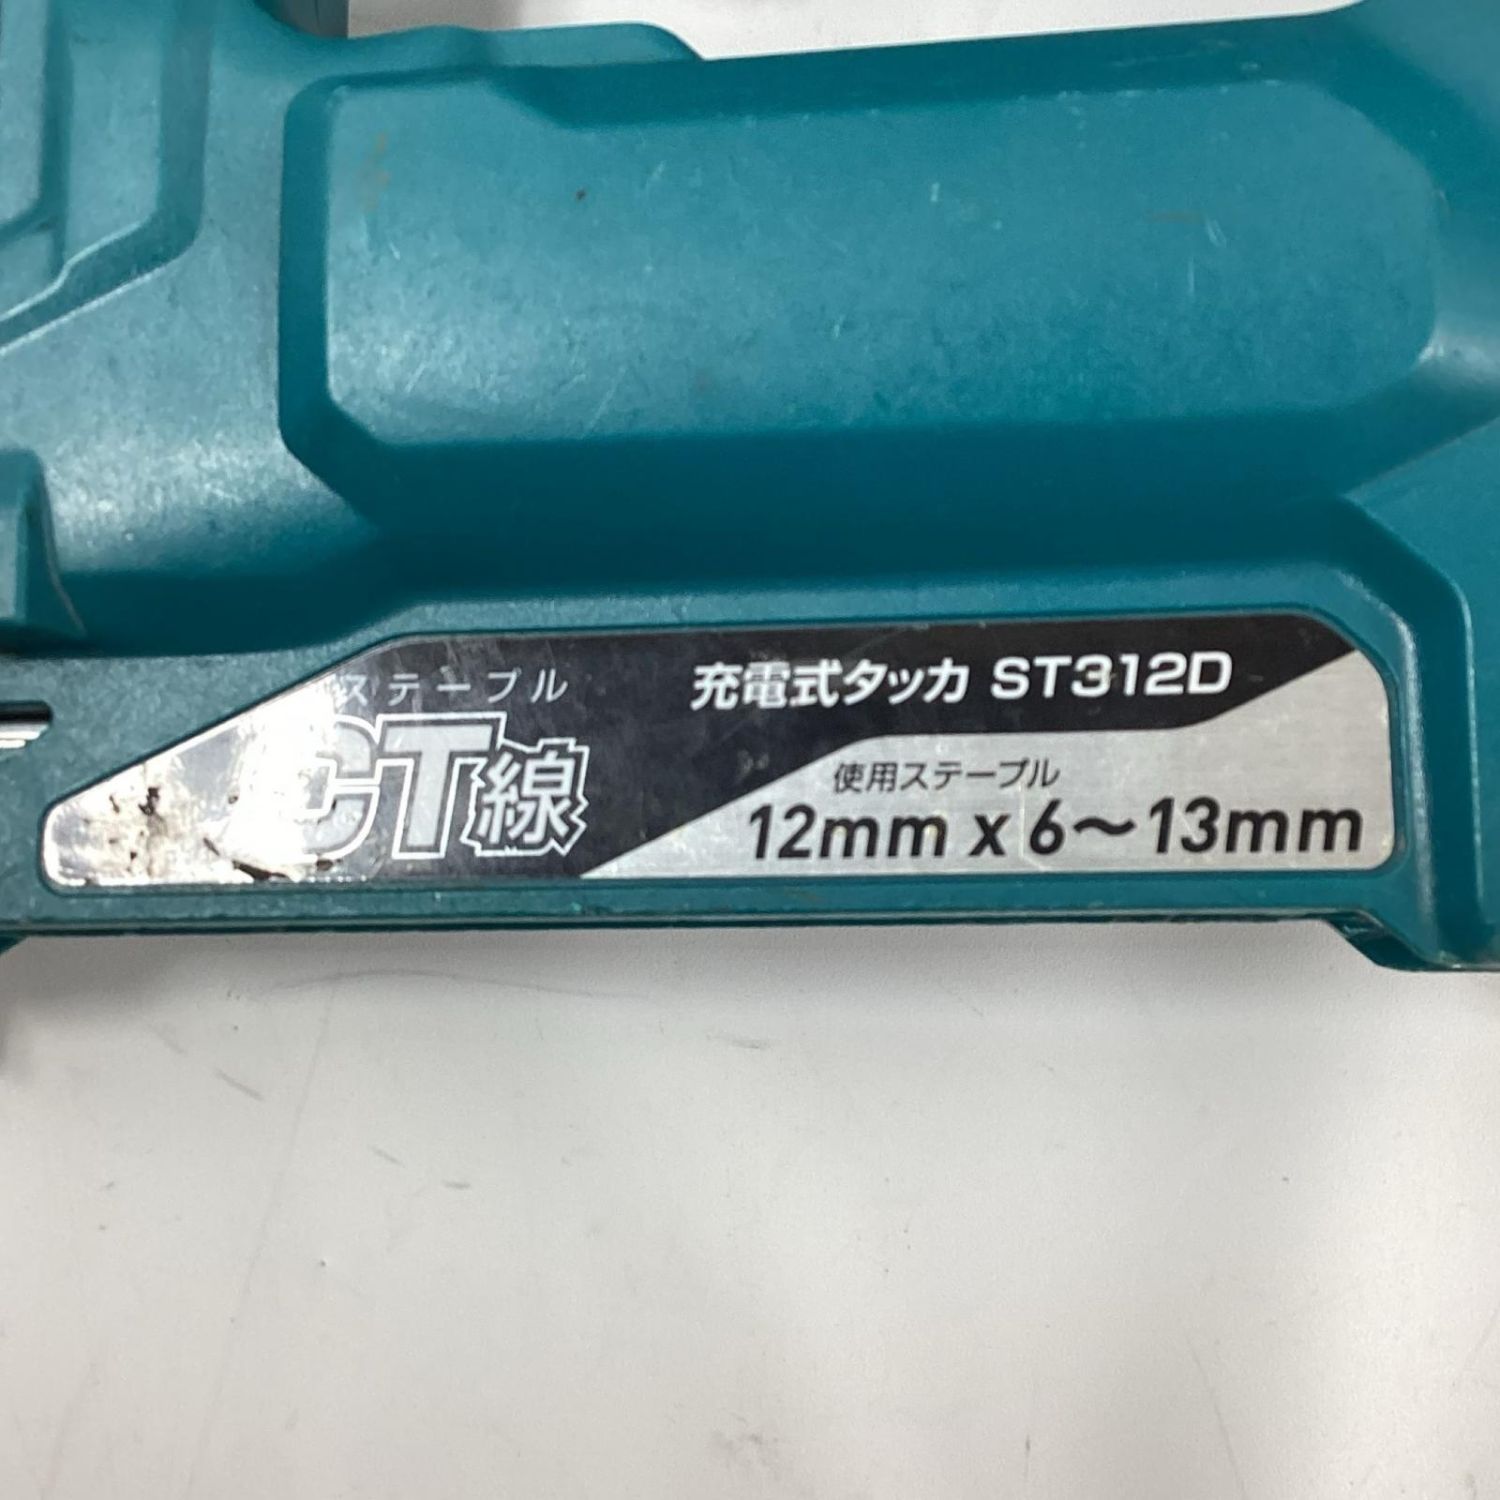 ステープル
CT線
充電式タッカ ST312D
使用ステープル
12mm x 6～13mm